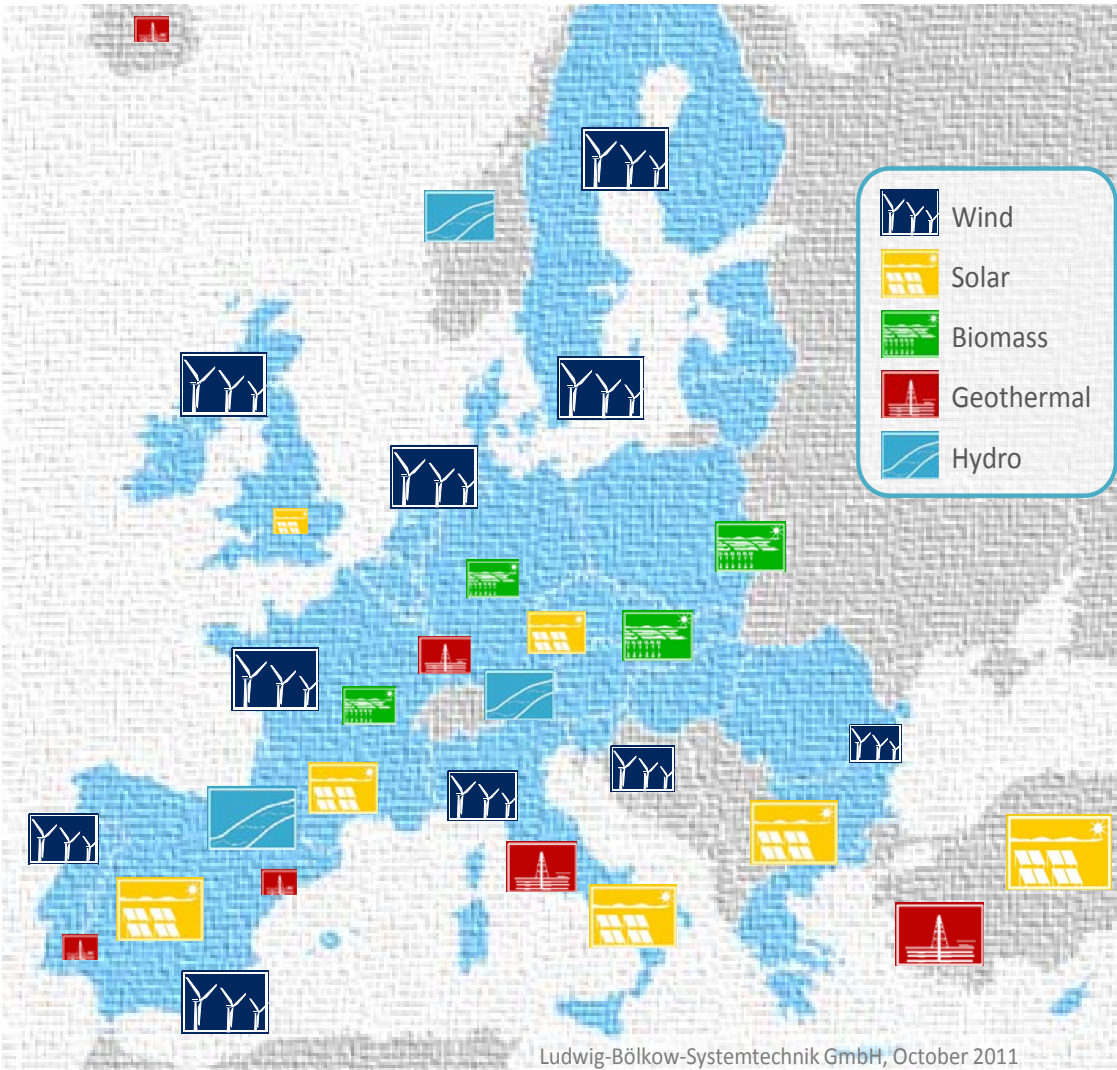 Wind
Solar
Biomass
Geothermal
Hydro
Ludwig-Bölkow-Systemtechnik GmbH, October 2011